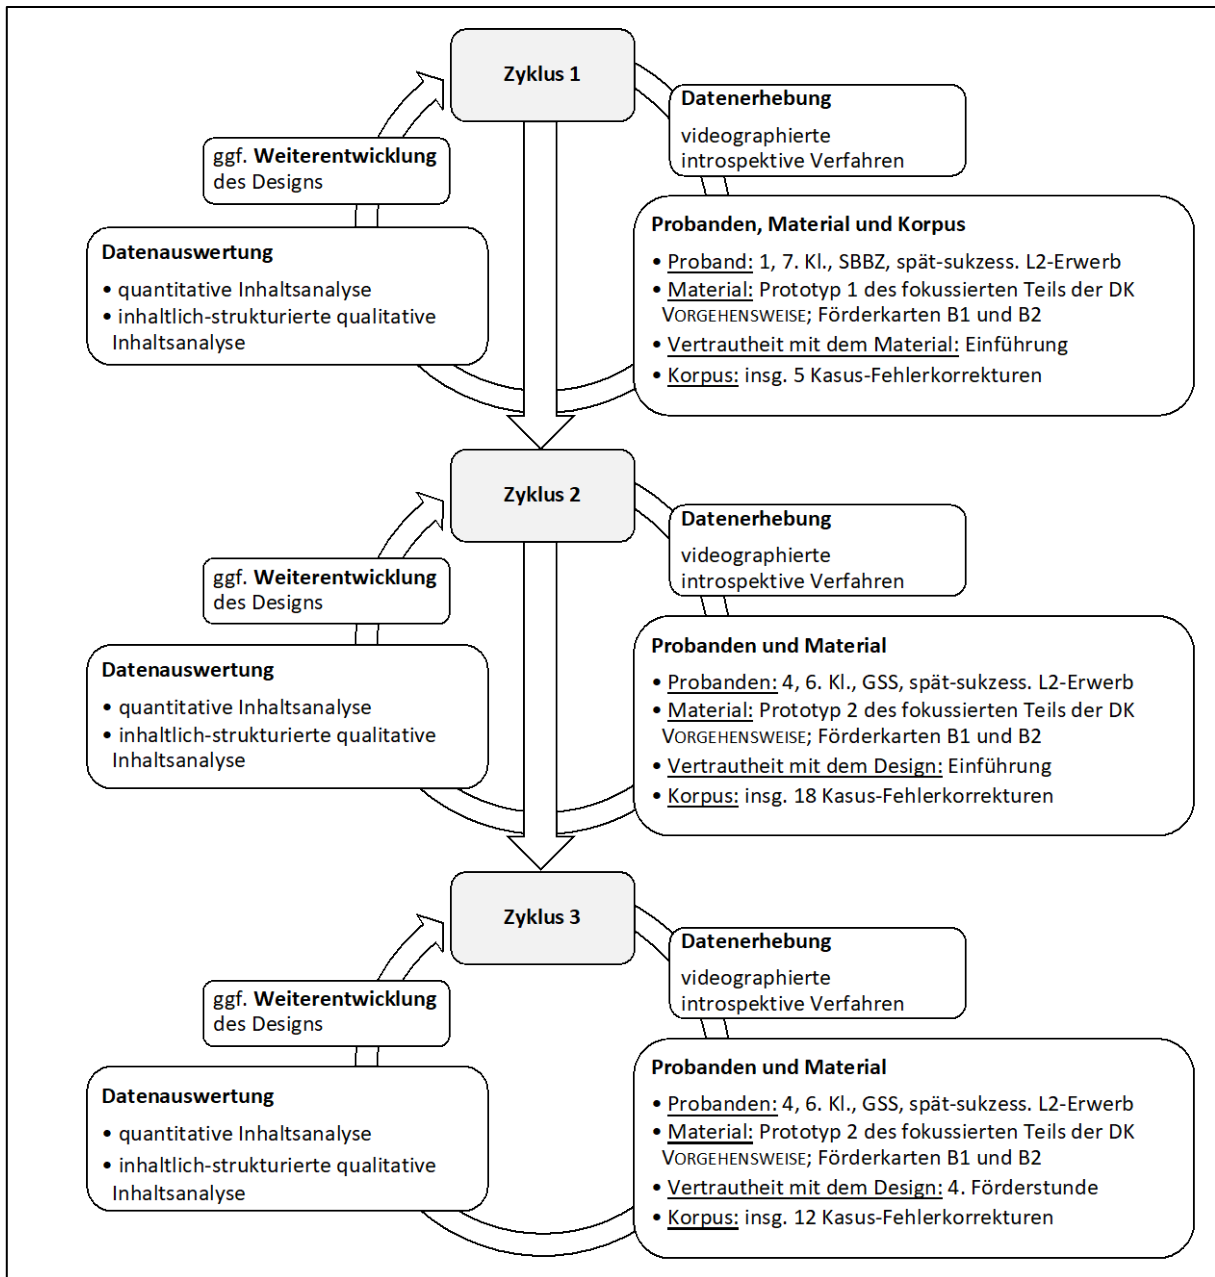 Zyklus 1
Datenerhebung
videographierte
introspektive Verfahren
ggf. Weiterentwicklung
des Designs
Probanden, Material und Korpus
• Proband: 1, 7. Kl., SBBZ, spät-sukzess. L2-Erwerb
• Material: Prototyp 1 des fokussierten Teils der DK
VORGEHENSWEISE; Förderkarten B1 und B2
• Vertrautheit mit dem Material: Einführung
• Korpus: insg. 5 Kasus-Fehlerkorrekturen
Datenauswertung
• quantitative Inhaltsanalyse
• inhaltlich-strukturierte qualitative
Inhaltsanalyse
Zyklus 2
Datenerhebung
videographierte
introspektive Verfahren
ggf. Weiterentwicklung
des Designs
Probanden und Material
• Probanden: 4, 6. Kl., GSS, spät-sukzess. L2-Erwerb
• Material: Prototyp 2 des fokussierten Teils der DK
VORGEHENSWEISE; Förderkarten B1 und B2
• Vertrautheit mit dem Design: Einführung
• Korpus: insg. 18 Kasus-Fehlerkorrekturen
Datenauswertung
• quantitative Inhaltsanalyse
• inhaltlich-strukturierte qualitative
Inhaltsanalyse
Zyklus 3
Datenerhebung
videographierte
introspektive Verfahren
ggf. Weiterentwicklung
des Designs
Probanden und Material
• Probanden: 4, 6. Kl., GSS, spät-sukzess. L2-Erwerb
• Material: Prototyp 2 des fokussierten Teils der DK
VORGEHENSWEISE; Förderkarten B1 und B2
• Vertrautheit mit dem Design: 4. Förderstunde
• Korpus: insg. 12 Kasus-Fehlerkorrekturen
Datenauswertung
• quantitative Inhaltsanalyse
• inhaltlich-strukturierte qualitative
Inhaltsanalyse